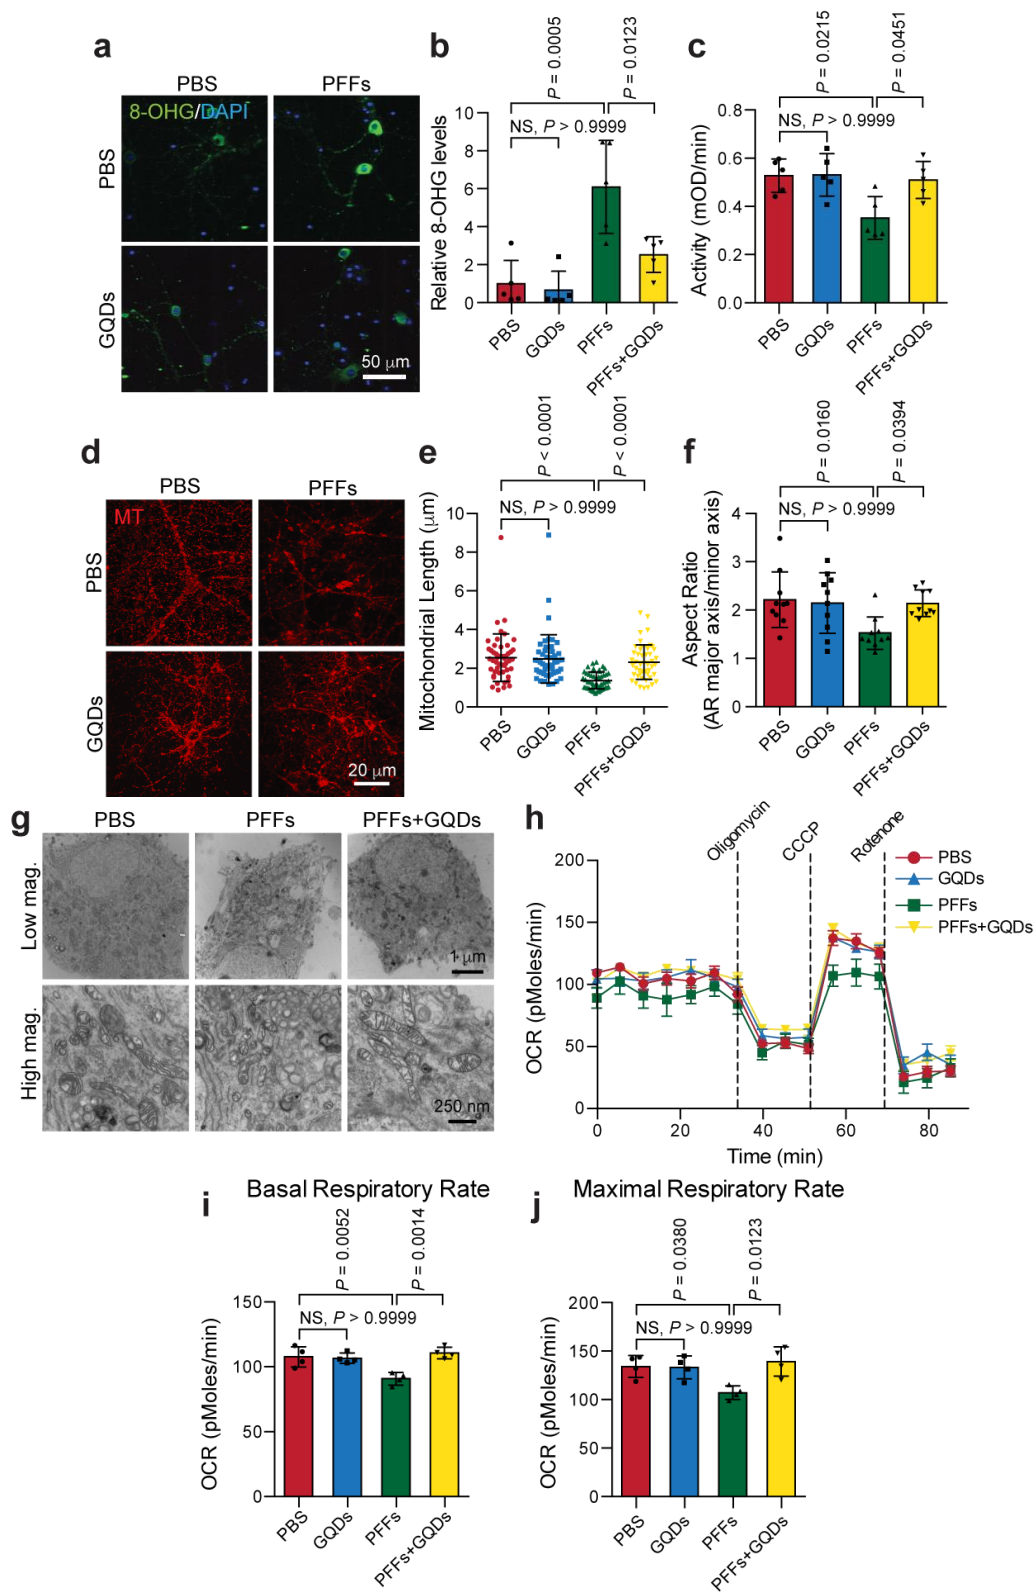 a
PBS
PFFs
8-OHG/DAPI
PBS
GQDs
50 μm
b
P = 0.0005
P = 0.0123
NS, P > 0.9999
Relative 8-OHG levels
10
8
6
4
2
0
PBS
GQDs
PFFs
PFFs+GQDs
c
P = 0.0215
P = 0.0451
NS, P > 0.9999
Activity (mOD/min)
0.8
0.6
0.4
0.2
0.0
PBS
GQDs
PFFs
PFFs+GQDs
d
PBS
PFFs
MT
PBS
GQDs
20 μm
e
P < 0.0001
P < 0.0001
NS, P > 0.9999
Mitochondrial Length (μm)
10
8
6
4
2
0
PBS
GQDs
PFFs
PFFs+GQDs
f
P = 0.0160
P = 0.0394
NS, P > 0.9999
Aspect Ratio
(AR major axis/minor axis)
4
3
2
1
0
PBS
GQDs
PFFs
PFFs+GQDs
g
PBS
PFFs
PFFs+GQDs
Low mag.
1 μm
High mag.
250 nm
h
Oligomycin
CCCP
Rotenone
PBS
GQDs
PFFs
PFFs+GQDs
OCR (pMoles/min)
200
150
100
50
0
0
20
40
60
80
Time (min)
i
Basal Respiratory Rate
P = 0.0052
P = 0.0014
NS, P > 0.9999
OCR (pMoles/min)
150
100
50
0
PBS
GQDs
PFFs
PFFs+GQDs
j
Maximal Respiratory Rate
P = 0.0380
P = 0.0123
NS, P > 0.9999
OCR (pMoles/min)
200
150
100
50
0
PBS
GQDs
PFFs
PFFs+GQDs